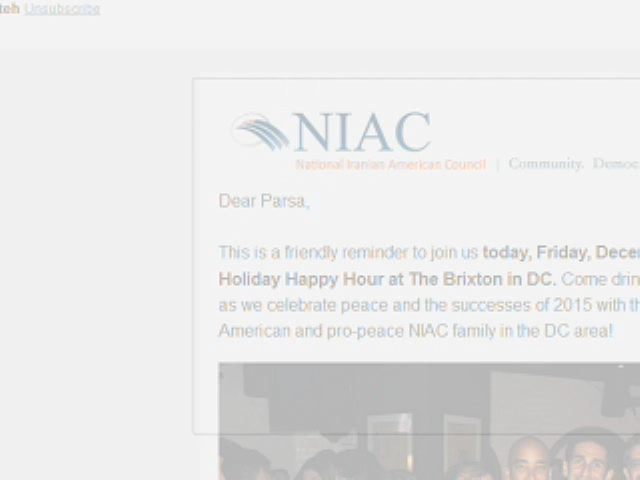 teh Unsubscribe
NIAC
National Iranian American Council | Community. Democ
Dear Parsa,
This is a friendly reminder to join us today, Friday, Dece
Holiday Happy Hour at The Brixton in DC. Come drin
as we celebrate peace and the successes of 2015 with th
American and pro-peace NIAC family in the DC area!